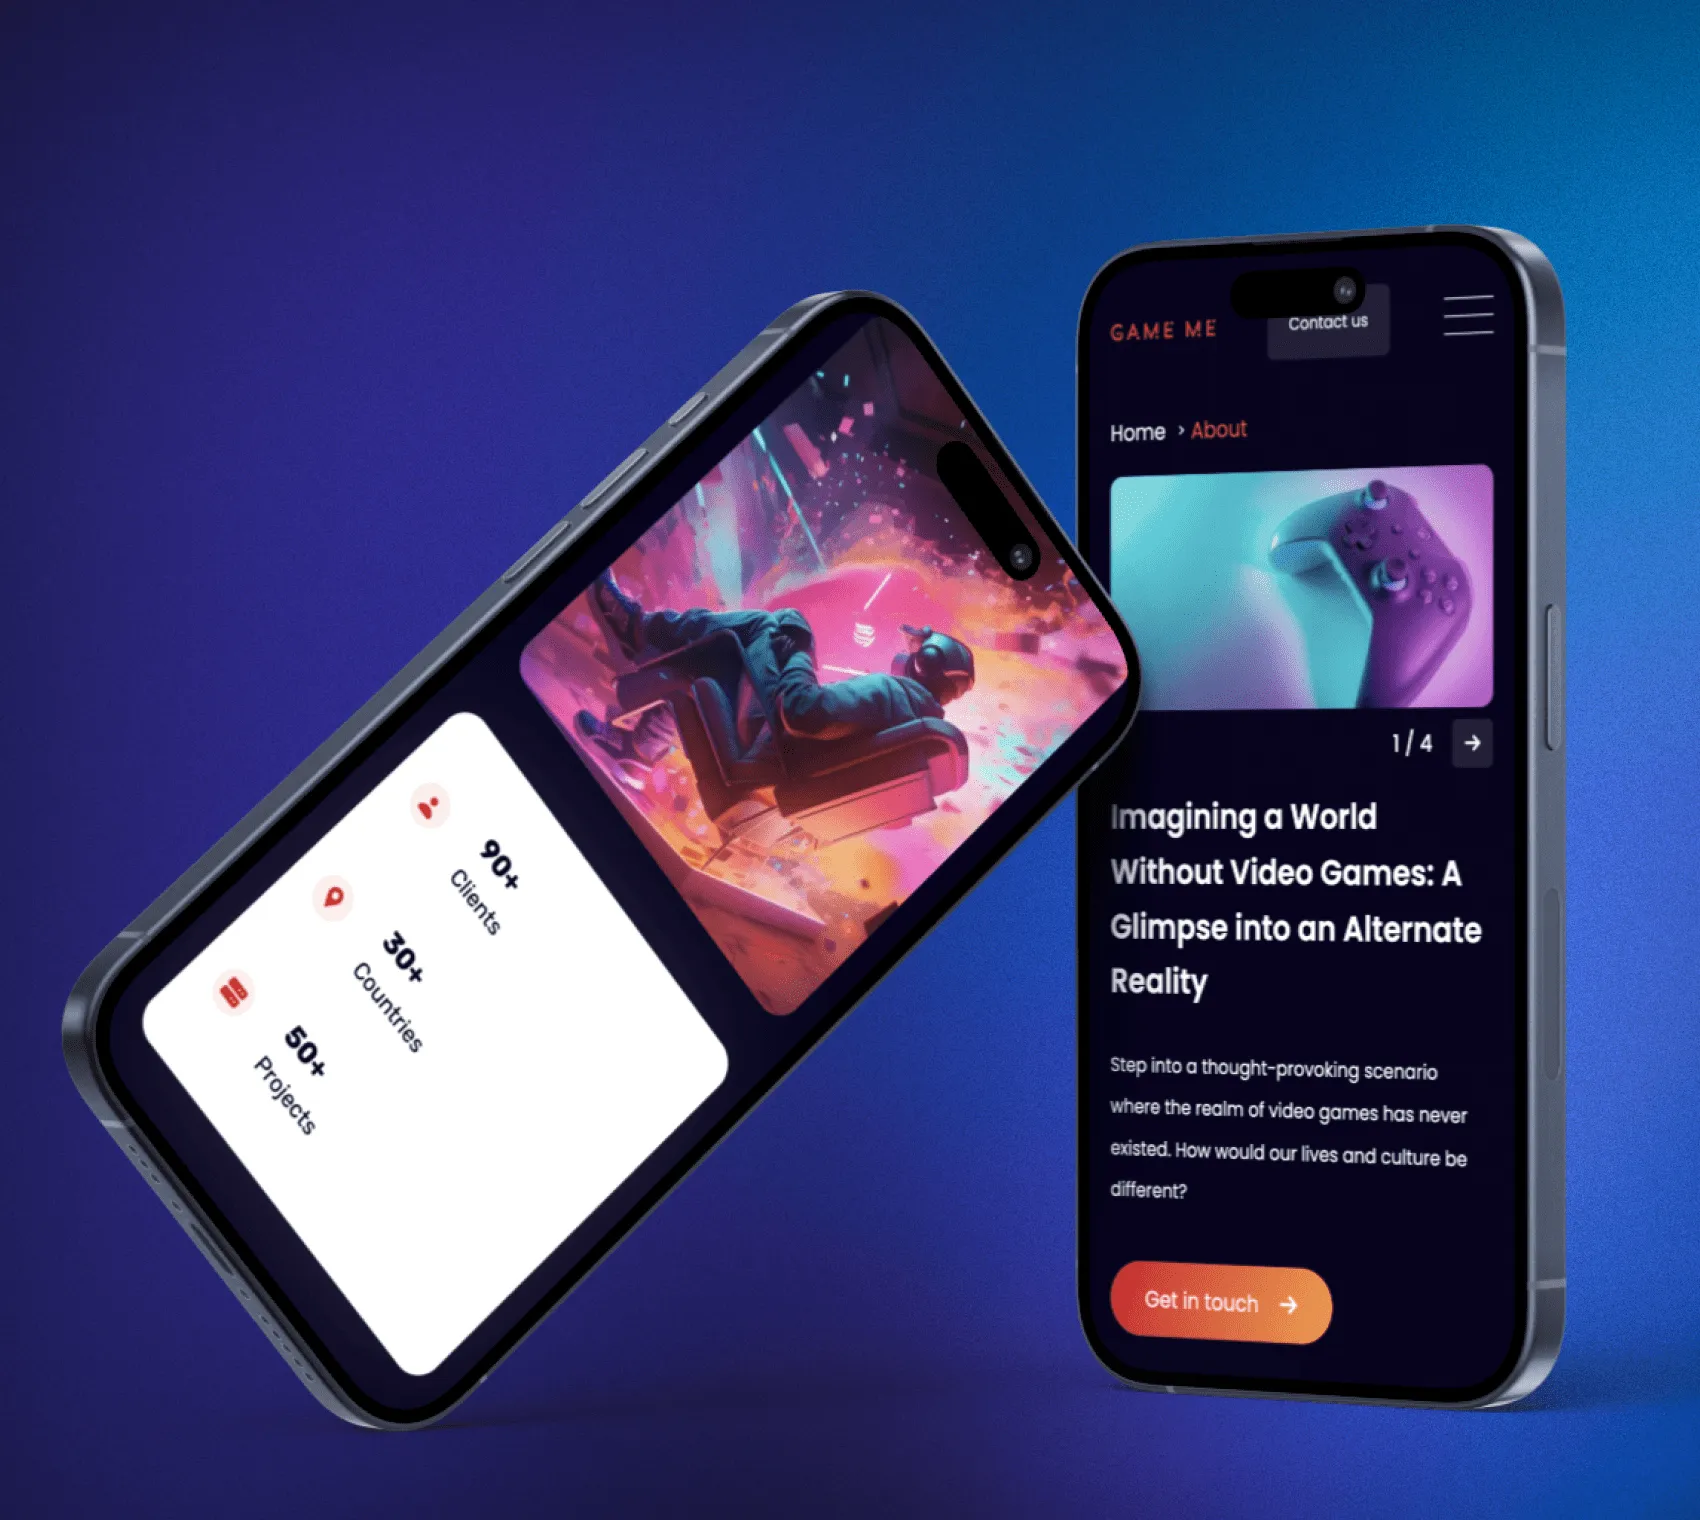 90+
Clients
30+
Countries
50+
Projects
GAME ME
Contact us
Home › About
1 / 4
Imagining a World
Without Video Games: A
Glimpse into an Alternate
Reality
Step into a thought-provoking scenario
where the realm of video games has never
existed. How would our lives and culture be
different?
Get in touch →